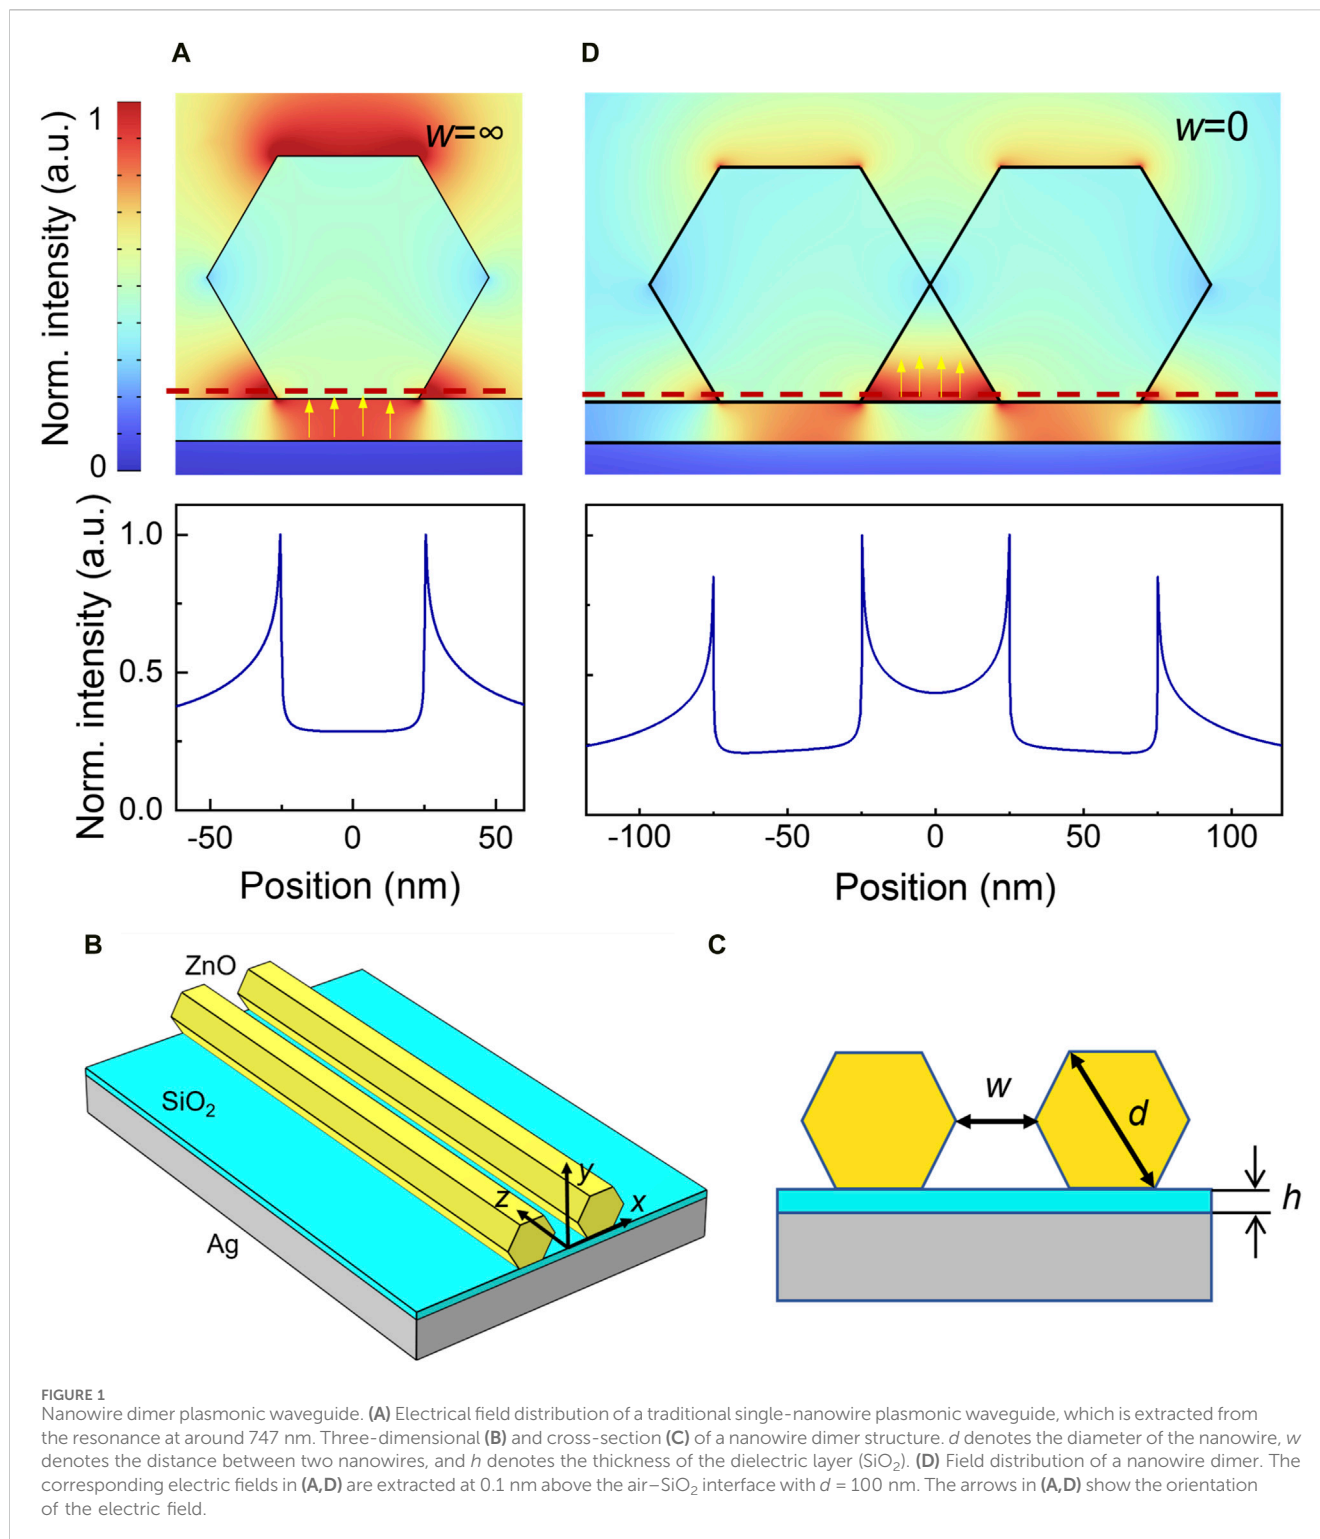 A
D
Norm. intensity (a.u.)
1
0
w=∞
w=0
Norm. intensity (a.u.)
1.0
0.5
0.0
-50
0
50
Position (nm)
-100
-50
0
50
100
Position (nm)
B
ZnO
SiO₂
Ag
z
y
x
C
w
d
h
FIGURE 1
Nanowire dimer plasmonic waveguide. (A) Electrical field distribution of a traditional single-nanowire plasmonic waveguide, which is extracted from
the resonance at around 747 nm. Three-dimensional (B) and cross-section (C) of a nanowire dimer structure. d denotes the diameter of the nanowire, w
denotes the distance between two nanowires, and h denotes the thickness of the dielectric layer (SiO₂). (D) Field distribution of a nanowire dimer. The
corresponding electric fields in (A,D) are extracted at 0.1 nm above the air–SiO₂ interface with d = 100 nm. The arrows in (A,D) show the orientation
of the electric field.